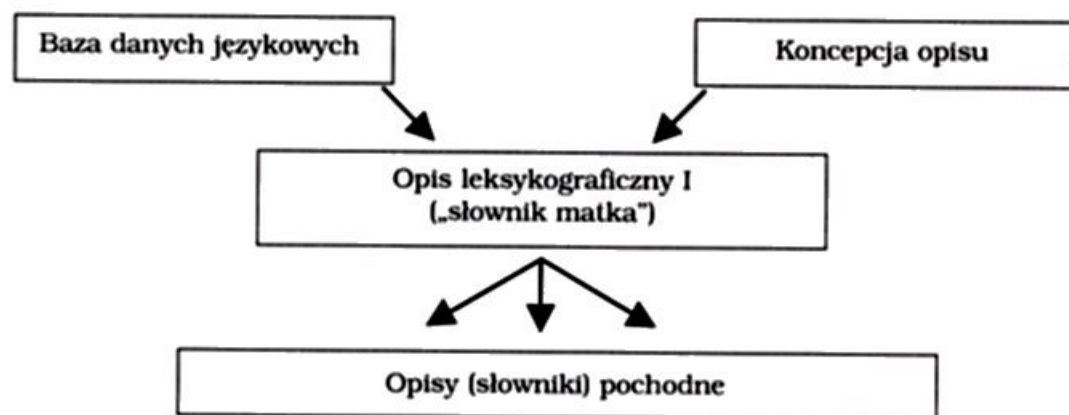 Baza danych językowych
Koncepcja opisu
Opis leksykograficzny I
(„słownik matka”)
Opisy (słowniki) pochodne